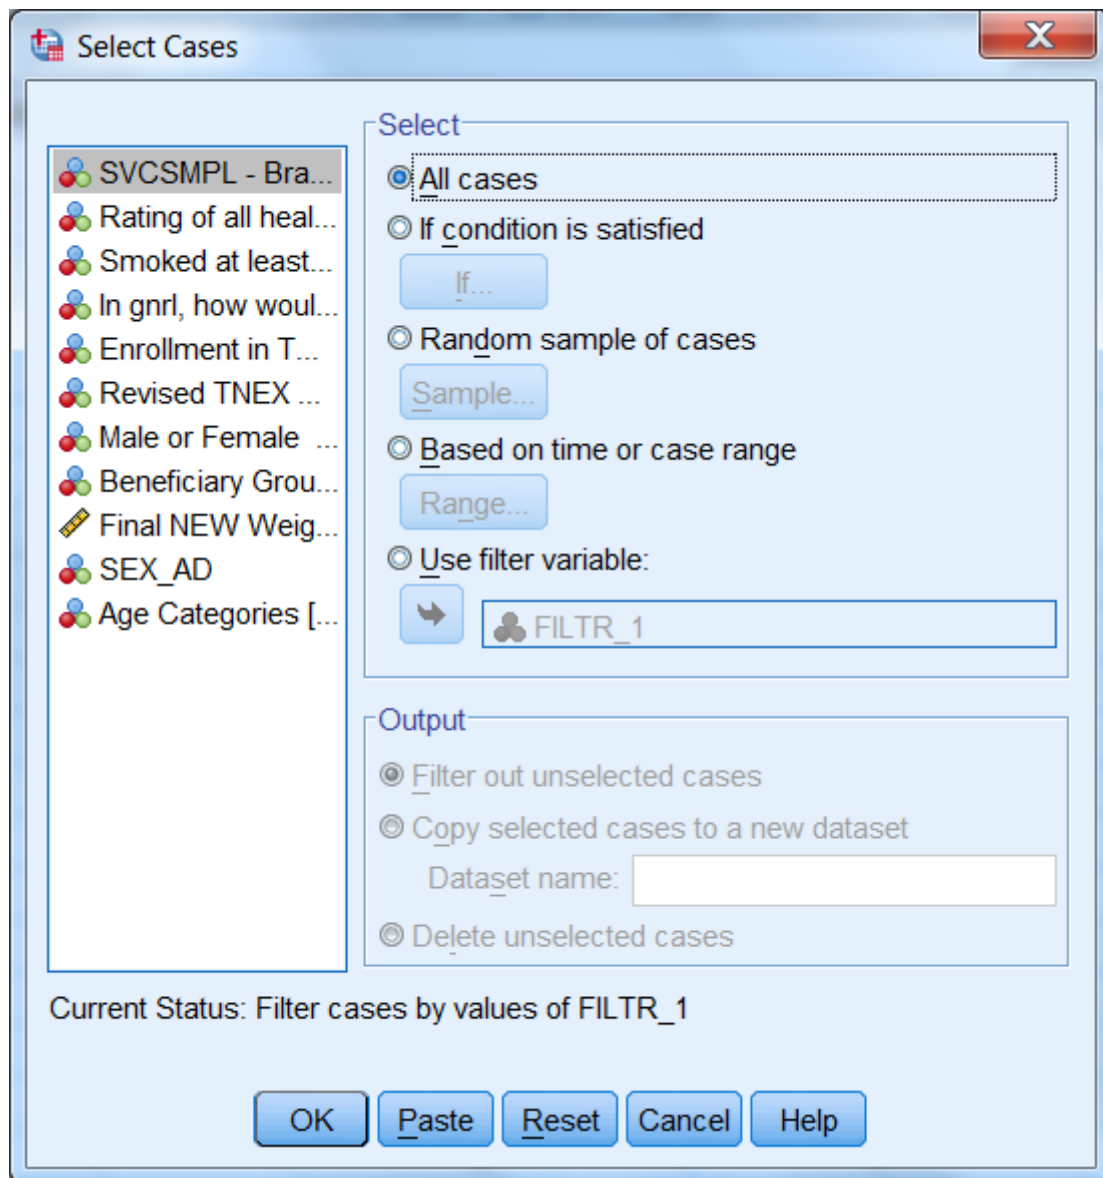 Select Cases
X
SVCSMPL - Bra...
Rating of all heal...
Smoked at least...
In gnrl, how woul...
Enrollment in T...
Revised TNEX ...
Male or Female ...
Beneficiary Grou...
Final NEW Weig...
SEX_AD
Age Categories [...
Select
All cases
If condition is satisfied
If...
Random sample of cases
Sample...
Based on time or case range
Range...
Use filter variable:
FILTR_1
Output
Filter out unselected cases
Copy selected cases to a new dataset
Dataset name:
Delete unselected cases
Current Status: Filter cases by values of FILTR_1
OK Paste Reset Cancel Help